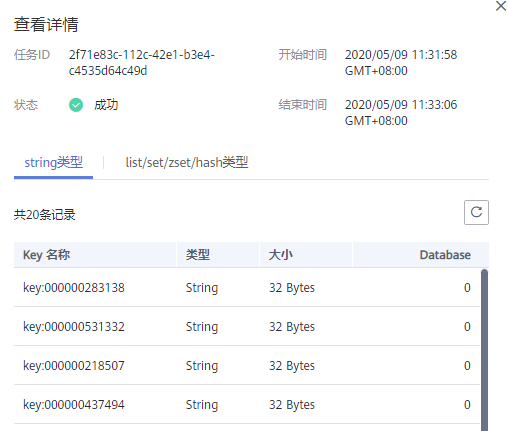 查看详情
任务ID 2f71e83c-112c-42e1-b3e4-c4535d64c49d 开始时间 2020/05/09 11:31:58 GMT+08:00
状态 成功 结束时间 2020/05/09 11:33:06 GMT+08:00
string类型 list/set/zset/hash类型
共20条记录
Key 名称 类型 大小 Database
key:000000283138 String 32 Bytes 0
key:000000531332 String 32 Bytes 0
key:000000218507 String 32 Bytes 0
key:000000437494 String 32 Bytes 0